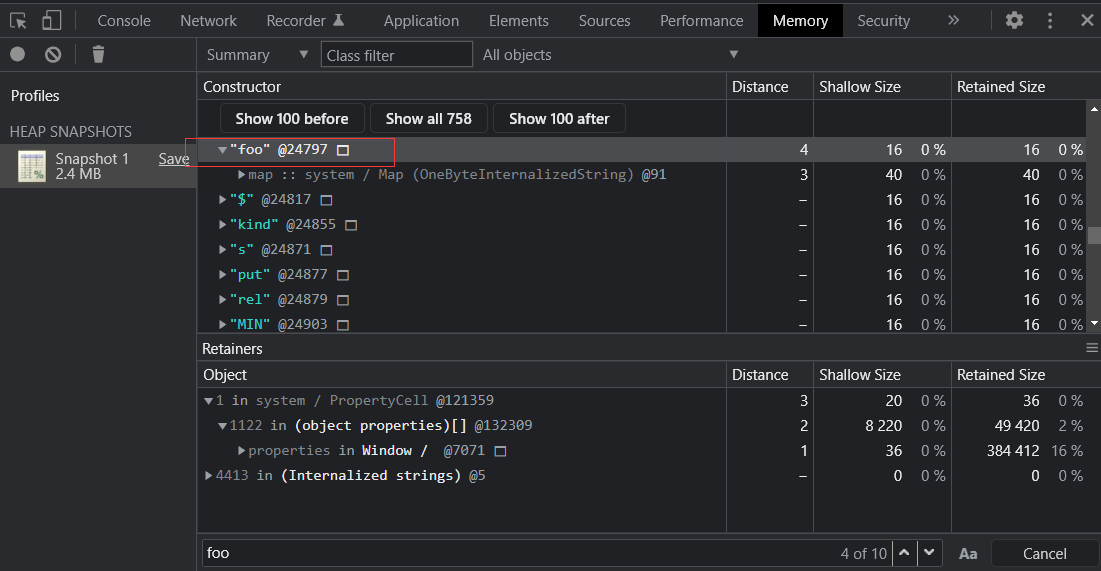 Console Network Recorder Application Elements Sources Performance Memory Security »
Summary ▼ Class filter All objects ▼
Profiles
HEAP SNAPSHOTS
Snapshot 1 Save
2.4 MB
Constructor Distance Shallow Size Retained Size
Show 100 before Show all 758 Show 100 after
▼"foo" @24797 4 16 0 % 16 0 %
▶map :: system / Map (OneByteInternalizedString) @91 3 40 0 % 40 0 %
▶"$" @24817 – 16 0 % 16 0 %
▶"kind" @24855 – 16 0 % 16 0 %
▶"s" @24871 – 16 0 % 16 0 %
▶"put" @24877 – 16 0 % 16 0 %
▶"rel" @24879 – 16 0 % 16 0 %
▶"MIN" @24903 – 16 0 % 16 0 %
Retainers
Object Distance Shallow Size Retained Size
▼1 in system / PropertyCell @121359 3 20 0 % 36 0 %
▼1122 in (object properties)[] @132309 2 8 220 0 % 49 420 2 %
▶properties in Window / @7071 1 36 0 % 384 412 16 %
▶4413 in (Internalized strings) @5 – 0 0 % 0 0 %
foo 4 of 10 Aa Cancel